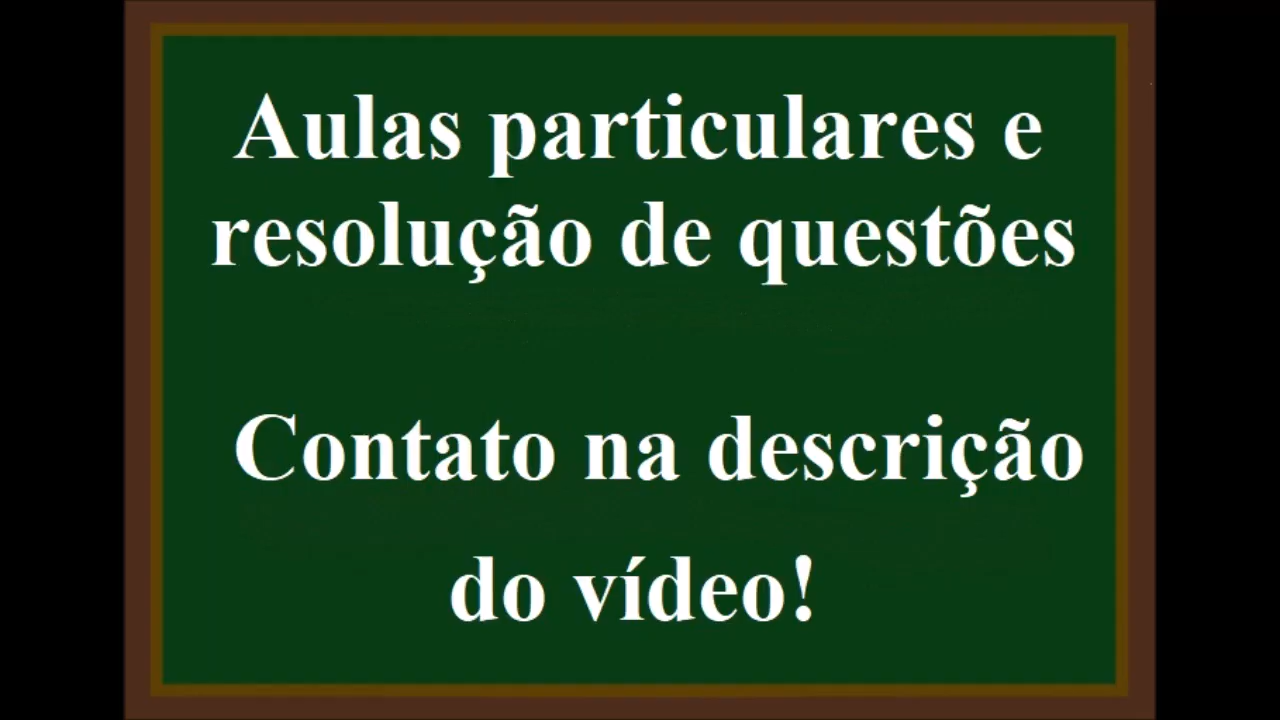 Aulas particulares e
resolução de questões
Contato na descrição
do vídeo!